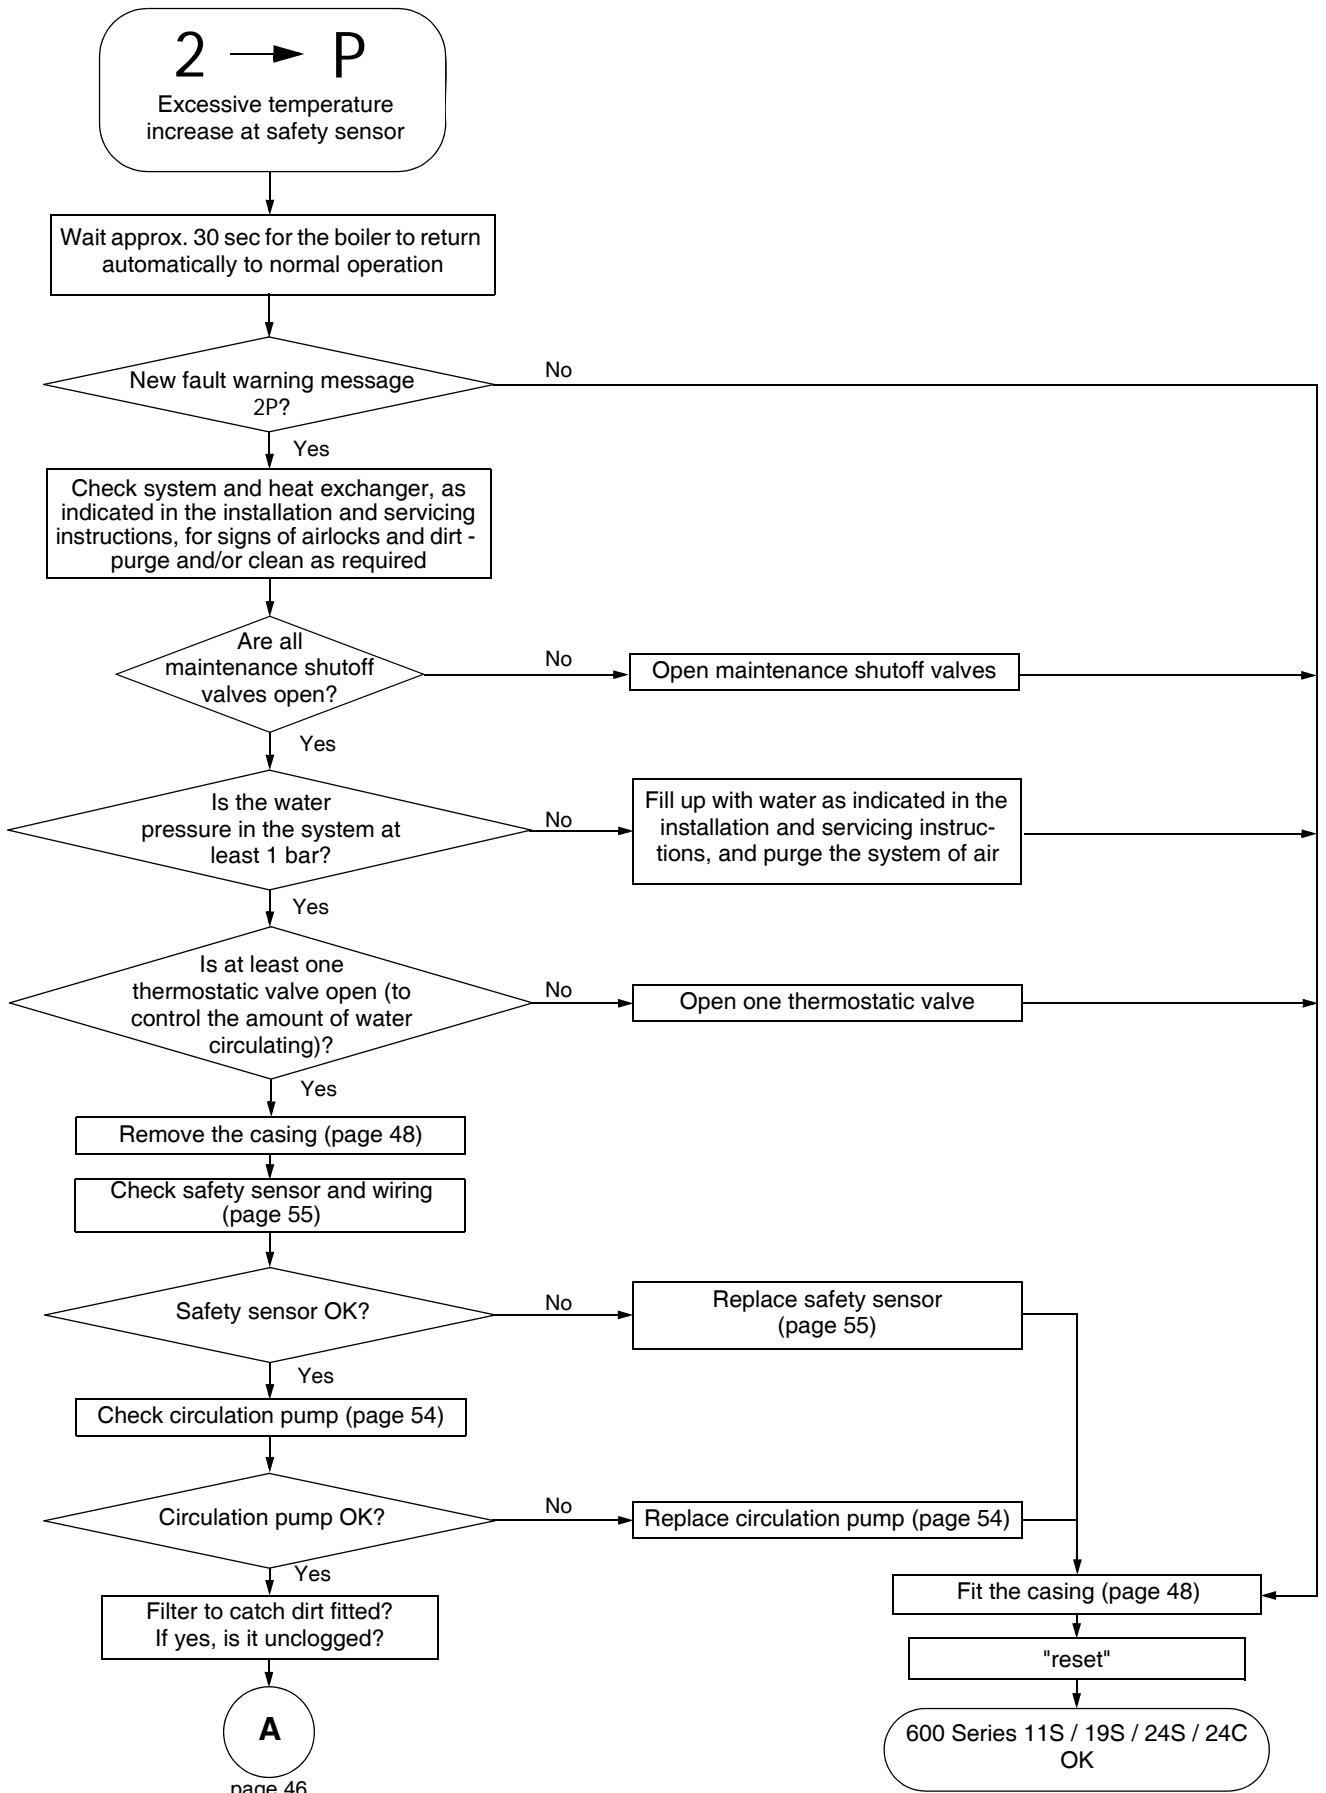 2 → P
Excessive temperature
increase at safety sensor
Wait approx. 30 sec for the boiler to return
automatically to normal operation
New fault warning message
2P?
No
Yes
Check system and heat exchanger, as
indicated in the installation and servicing
instructions, for signs of airlocks and dirt -
purge and/or clean as required
Are all
maintenance shutoff
valves open?
No
Open maintenance shutoff valves
Yes
Is the water
pressure in the system at
least 1 bar?
No
Fill up with water as indicated in the
installation and servicing instruc-
tions, and purge the system of air
Yes
Is at least one
thermostatic valve open (to
control the amount of water
circulating)?
No
Open one thermostatic valve
Yes
Remove the casing (page 48)
Check safety sensor and wiring
(page 55)
Safety sensor OK?
No
Replace safety sensor
(page 55)
Yes
Check circulation pump (page 54)
Circulation pump OK?
No
Replace circulation pump (page 54)
Yes
Filter to catch dirt fitted?
If yes, is it unclogged?
A
page 46
Fit the casing (page 48)
"reset"
600 Series 11S / 19S / 24S / 24C
OK